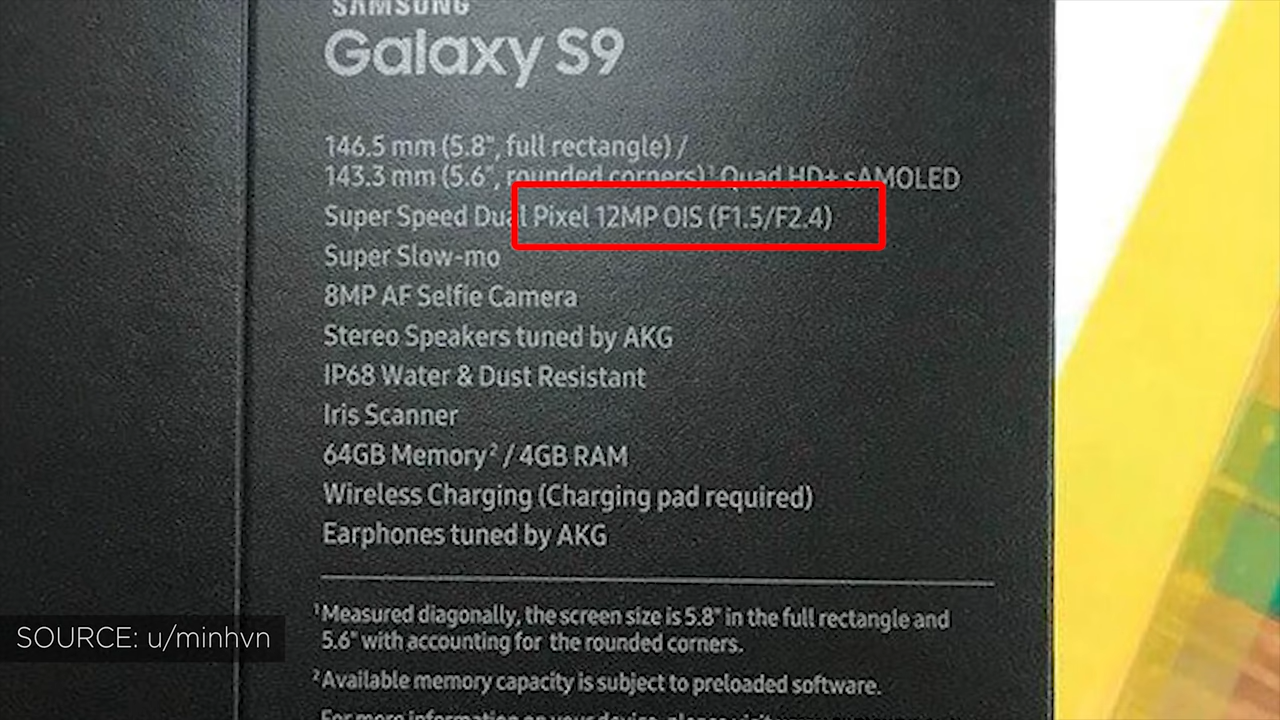 SAMSUNG
Galaxy S9
146.5 mm (5.8", full rectangle) /
143.3 mm (5.6", rounded corners)¹ Quad HD+ sAMOLED
Super Speed Dual Pixel 12MP OIS (F1.5/F2.4)
Super Slow-mo
8MP AF Selfie Camera
Stereo Speakers tuned by AKG
IP68 Water & Dust Resistant
Iris Scanner
64GB Memory² / 4GB RAM
Wireless Charging (Charging pad required)
Earphones tuned by AKG
¹Measured diagonally, the screen size is 5.8" in the full rectangle and
5.6" with accounting for the rounded corners.
²Available memory capacity is subject to preloaded software.
For more information on your device, please visit
SOURCE: u/minhvn